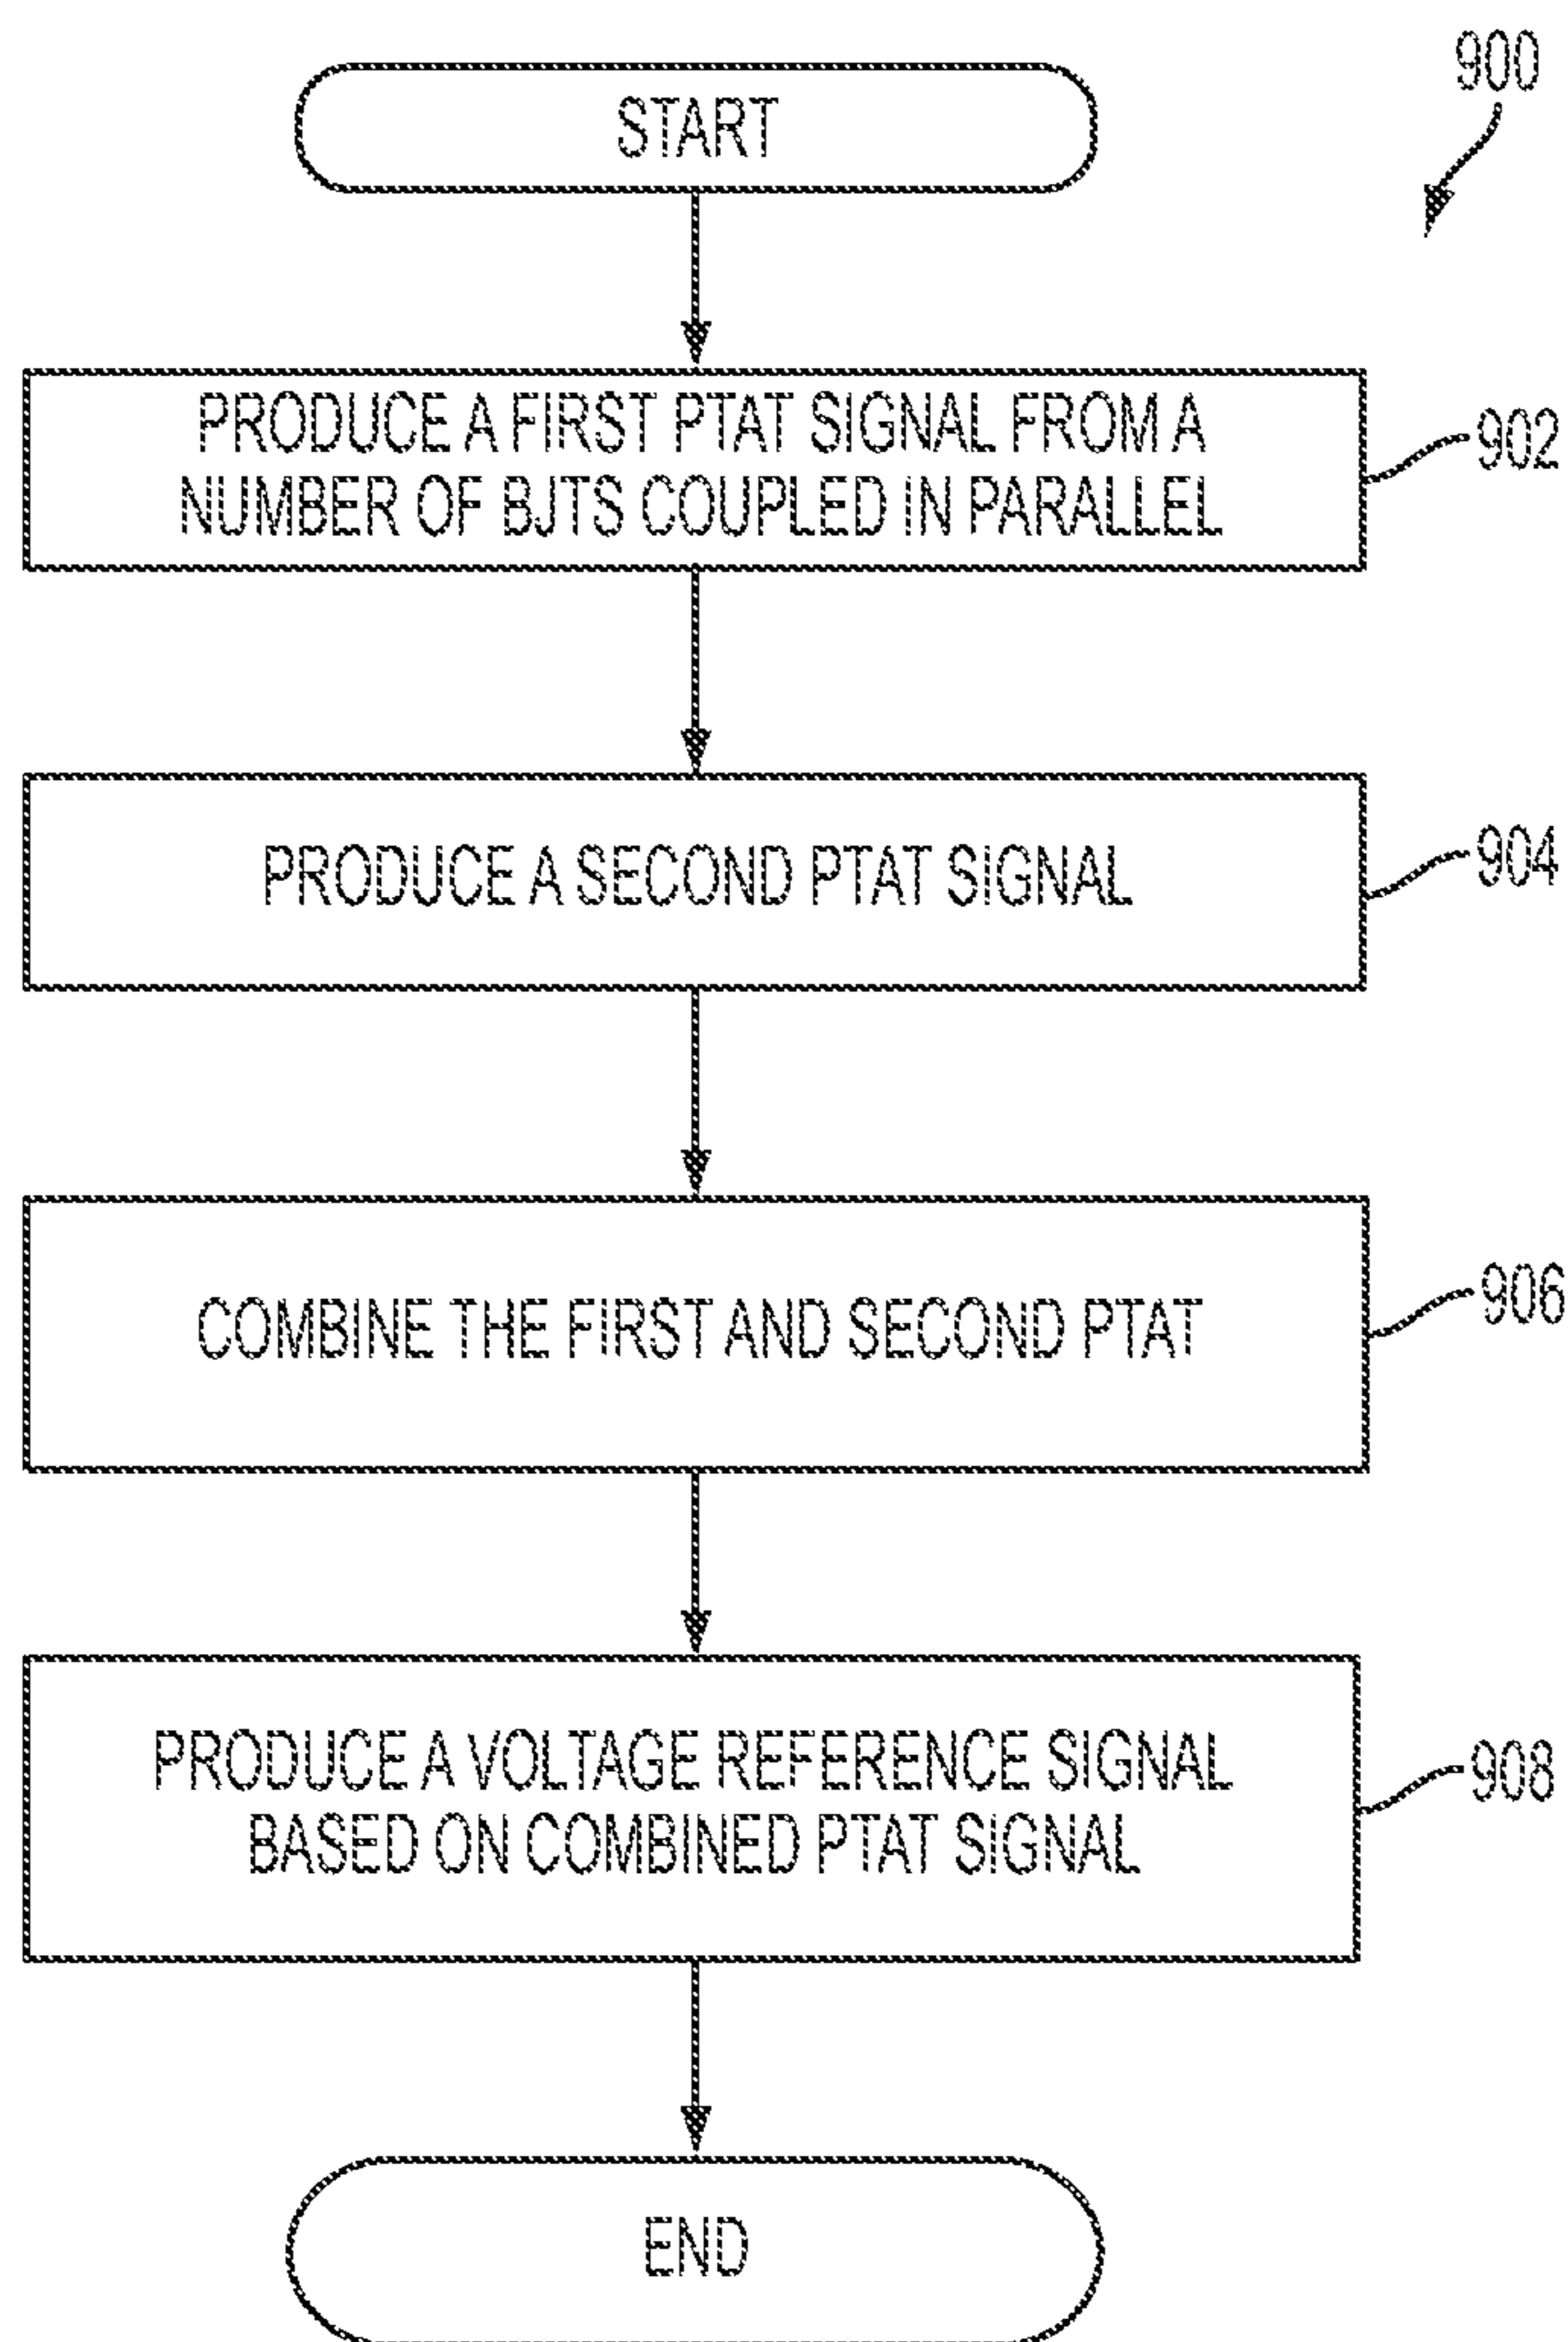 900
START
PRODUCE A FIRST PTAT SIGNAL FROM A
NUMBER OF BJTS COUPLED IN PARALLEL
902
PRODUCE A SECOND PTAT SIGNAL
904
COMBINE THE FIRST AND SECOND PTAT
906
PRODUCE A VOLTAGE REFERENCE SIGNAL
BASED ON COMBINED PTAT SIGNAL
908
END